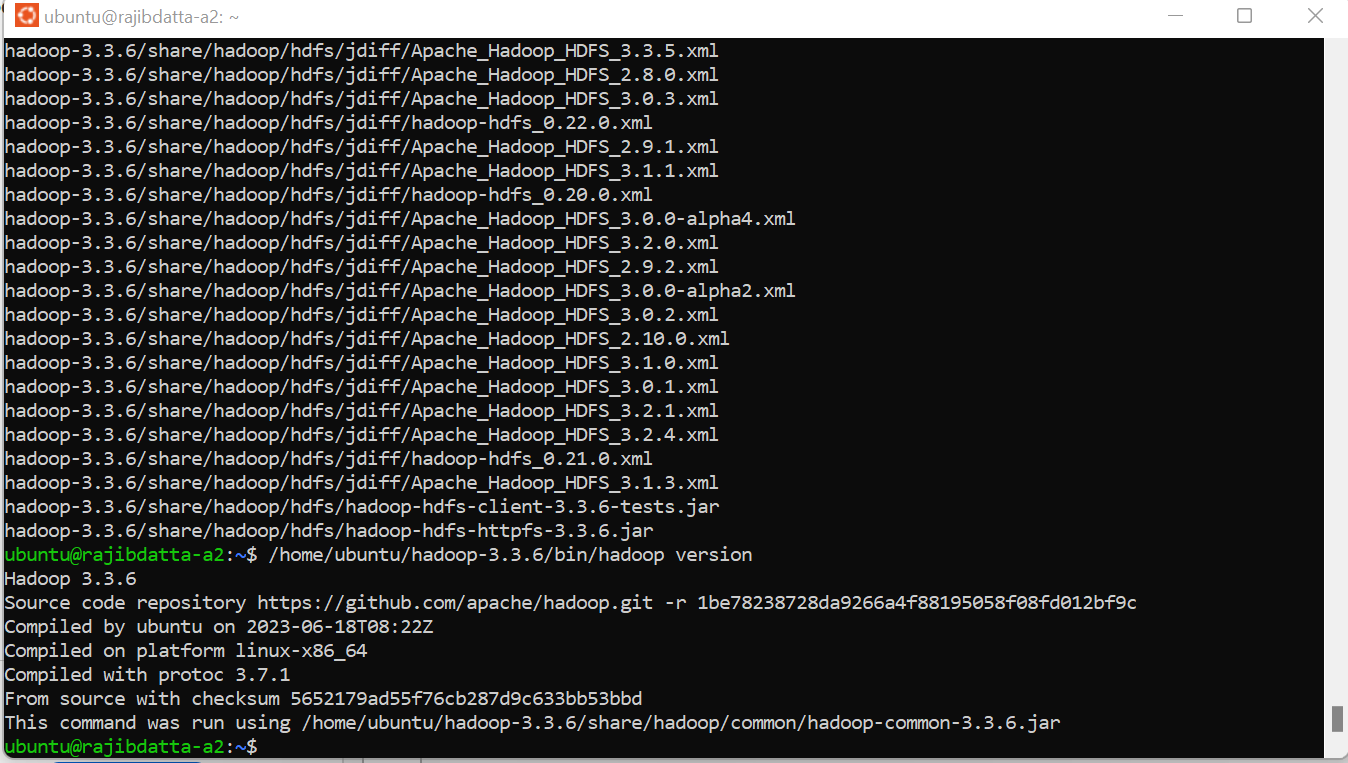 ubuntu@rajibdatta-a2: ~
hadoop-3.3.6/share/hadoop/hdfs/jdiff/Apache_Hadoop_HDFS_3.3.5.xml
hadoop-3.3.6/share/hadoop/hdfs/jdiff/Apache_Hadoop_HDFS_2.8.0.xml
hadoop-3.3.6/share/hadoop/hdfs/jdiff/Apache_Hadoop_HDFS_3.0.3.xml
hadoop-3.3.6/share/hadoop/hdfs/jdiff/hadoop-hdfs_0.22.0.xml
hadoop-3.3.6/share/hadoop/hdfs/jdiff/Apache_Hadoop_HDFS_2.9.1.xml
hadoop-3.3.6/share/hadoop/hdfs/jdiff/Apache_Hadoop_HDFS_3.1.1.xml
hadoop-3.3.6/share/hadoop/hdfs/jdiff/hadoop-hdfs_0.20.0.xml
hadoop-3.3.6/share/hadoop/hdfs/jdiff/Apache_Hadoop_HDFS_3.0.0-alpha4.xml
hadoop-3.3.6/share/hadoop/hdfs/jdiff/Apache_Hadoop_HDFS_3.2.0.xml
hadoop-3.3.6/share/hadoop/hdfs/jdiff/Apache_Hadoop_HDFS_2.9.2.xml
hadoop-3.3.6/share/hadoop/hdfs/jdiff/Apache_Hadoop_HDFS_3.0.0-alpha2.xml
hadoop-3.3.6/share/hadoop/hdfs/jdiff/Apache_Hadoop_HDFS_3.0.2.xml
hadoop-3.3.6/share/hadoop/hdfs/jdiff/Apache_Hadoop_HDFS_2.10.0.xml
hadoop-3.3.6/share/hadoop/hdfs/jdiff/Apache_Hadoop_HDFS_3.1.0.xml
hadoop-3.3.6/share/hadoop/hdfs/jdiff/Apache_Hadoop_HDFS_3.0.1.xml
hadoop-3.3.6/share/hadoop/hdfs/jdiff/Apache_Hadoop_HDFS_3.2.1.xml
hadoop-3.3.6/share/hadoop/hdfs/jdiff/Apache_Hadoop_HDFS_3.2.4.xml
hadoop-3.3.6/share/hadoop/hdfs/jdiff/hadoop-hdfs_0.21.0.xml
hadoop-3.3.6/share/hadoop/hdfs/jdiff/Apache_Hadoop_HDFS_3.1.3.xml
hadoop-3.3.6/share/hadoop/hdfs/hadoop-hdfs-client-3.3.6-tests.jar
hadoop-3.3.6/share/hadoop/hdfs/hadoop-hdfs-httpfs-3.3.6.jar
ubuntu@rajibdatta-a2:~$ /home/ubuntu/hadoop-3.3.6/bin/hadoop version
Hadoop 3.3.6
Source code repository https://github.com/apache/hadoop.git -r 1be78238728da9266a4f88195058f08fd012bf9c
Compiled by ubuntu on 2023-06-18T08:22Z
Compiled on platform linux-x86_64
Compiled with protoc 3.7.1
From source with checksum 5652179ad55f76cb287d9c633bb53bbd
This command was run using /home/ubuntu/hadoop-3.3.6/share/hadoop/common/hadoop-common-3.3.6.jar
ubuntu@rajibdatta-a2:~$